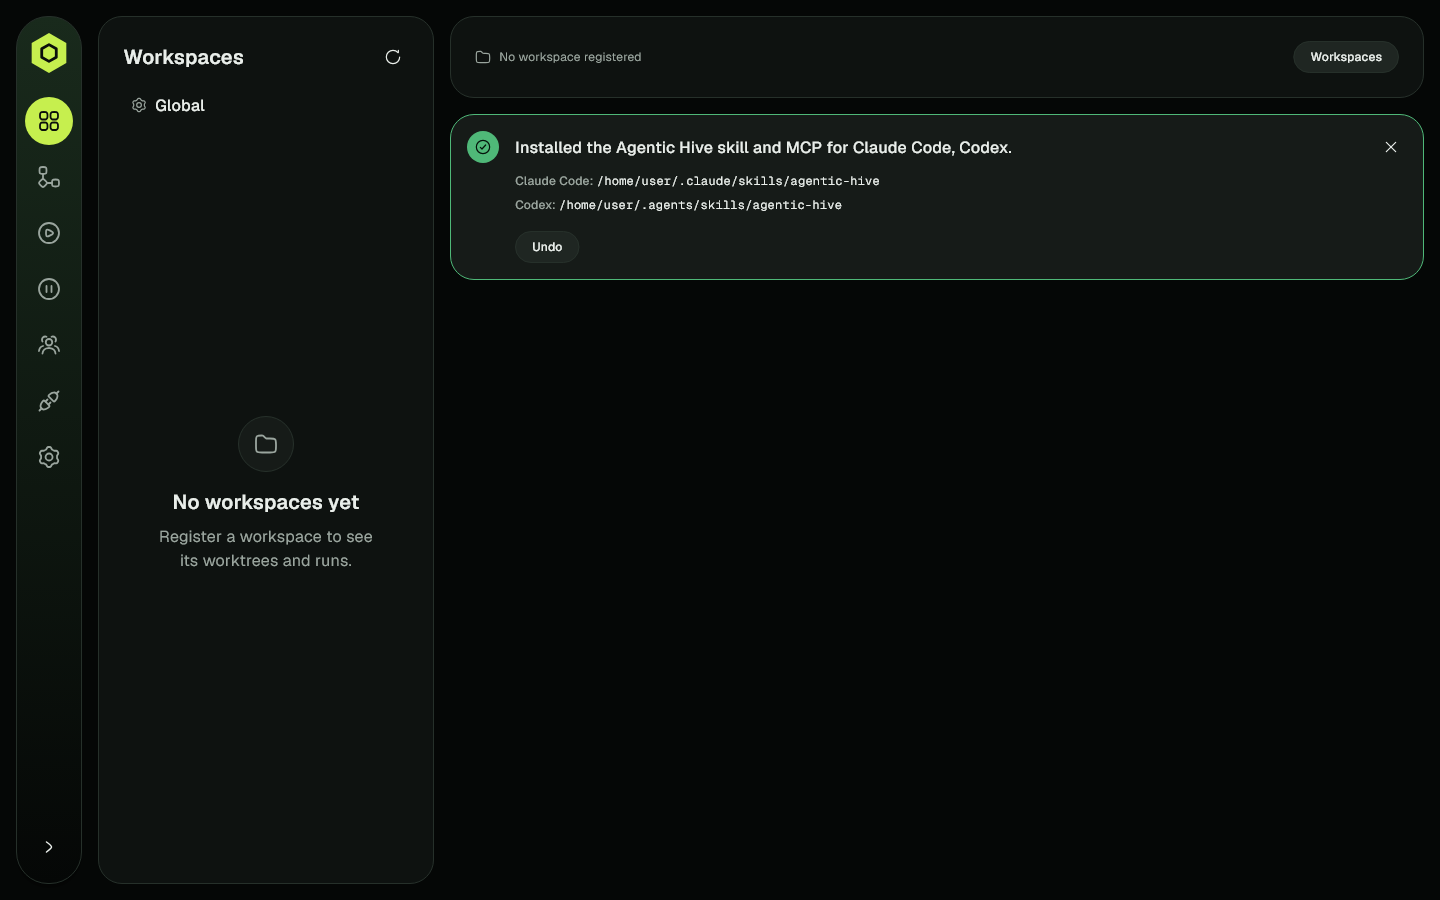 Workspaces
Global
No workspaces yet
Register a workspace to see
its worktrees and runs.
No workspace registered
Workspaces
Installed the Agentic Hive skill and MCP for Claude Code, Codex.
Claude Code: /home/user/.claude/skills/agentic-hive
Codex: /home/user/.agents/skills/agentic-hive
Undo